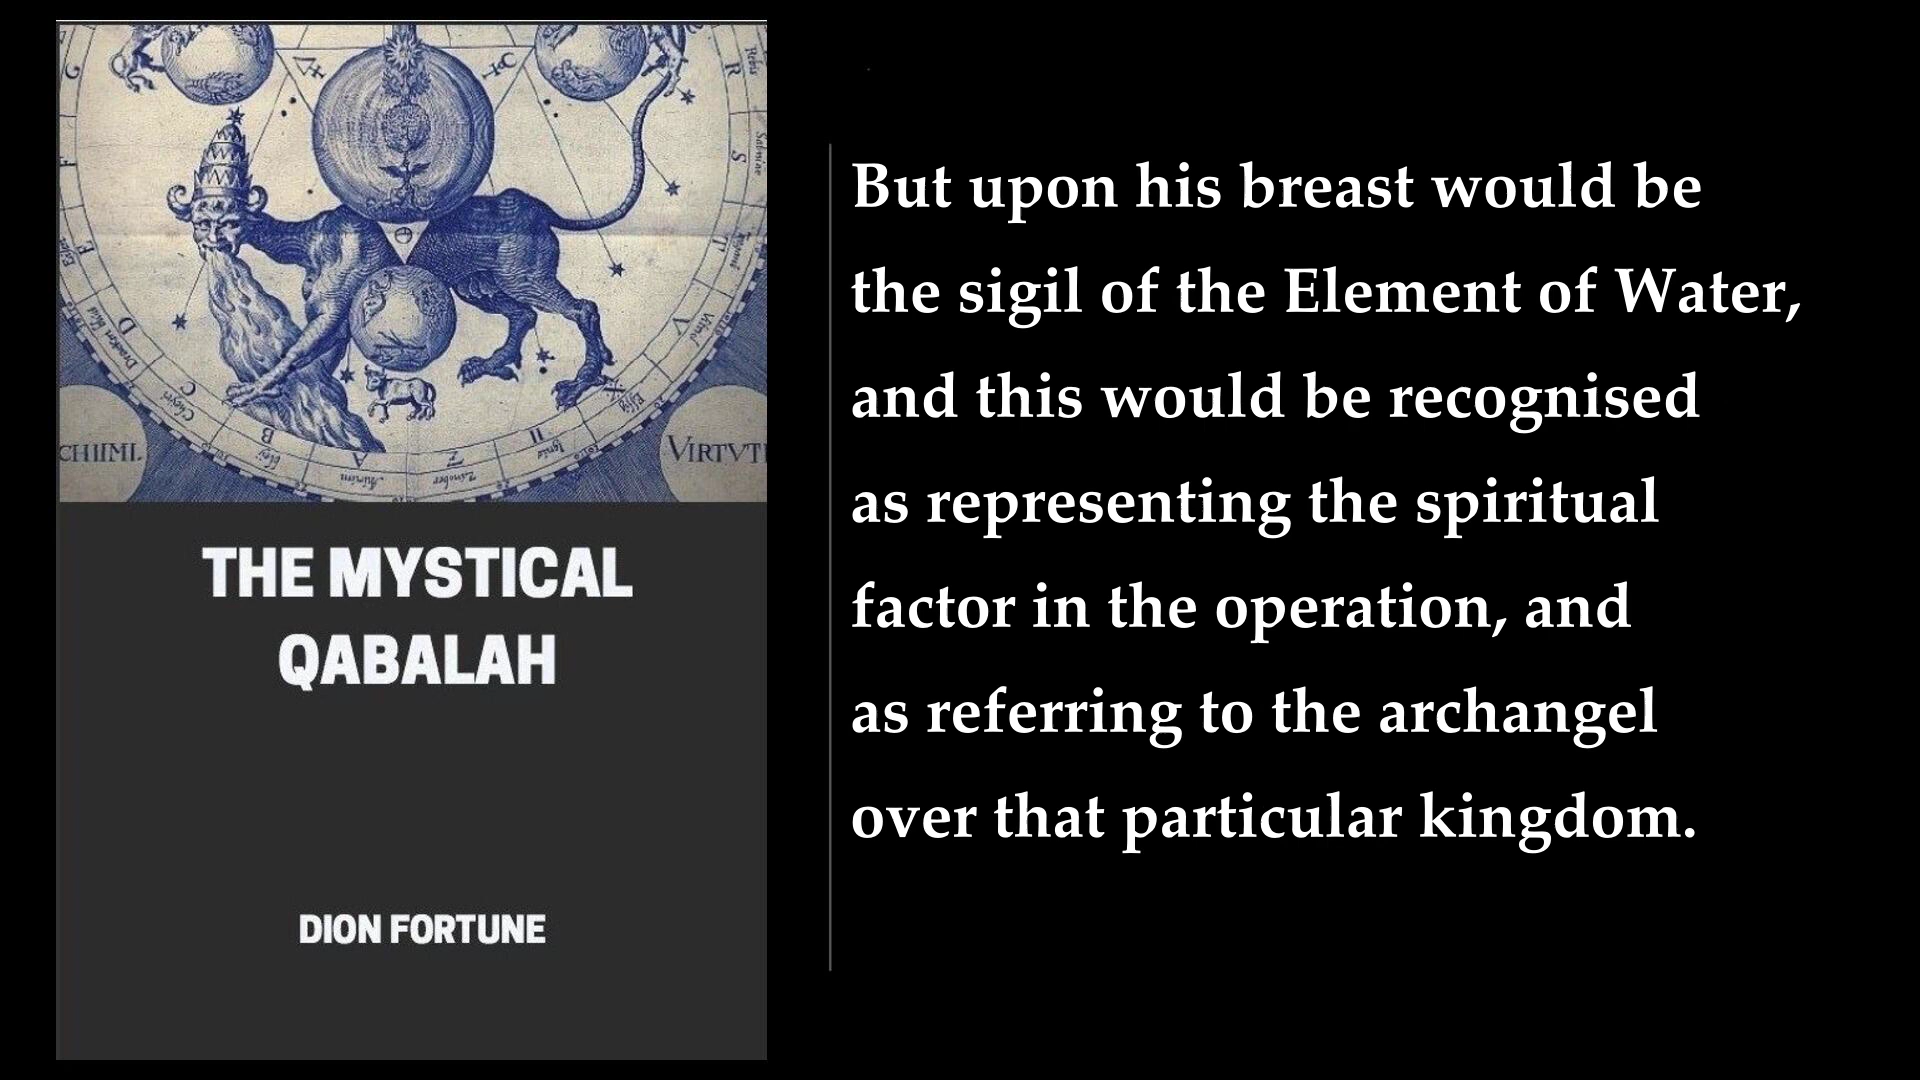 THE MYSTICAL
QABALAH
DION FORTUNE
CHIIMI.
VIRTVTI
But upon his breast would be
the sigil of the Element of Water,
and this would be recognised
as representing the spiritual
factor in the operation, and
as referring to the archangel
over that particular kingdom.